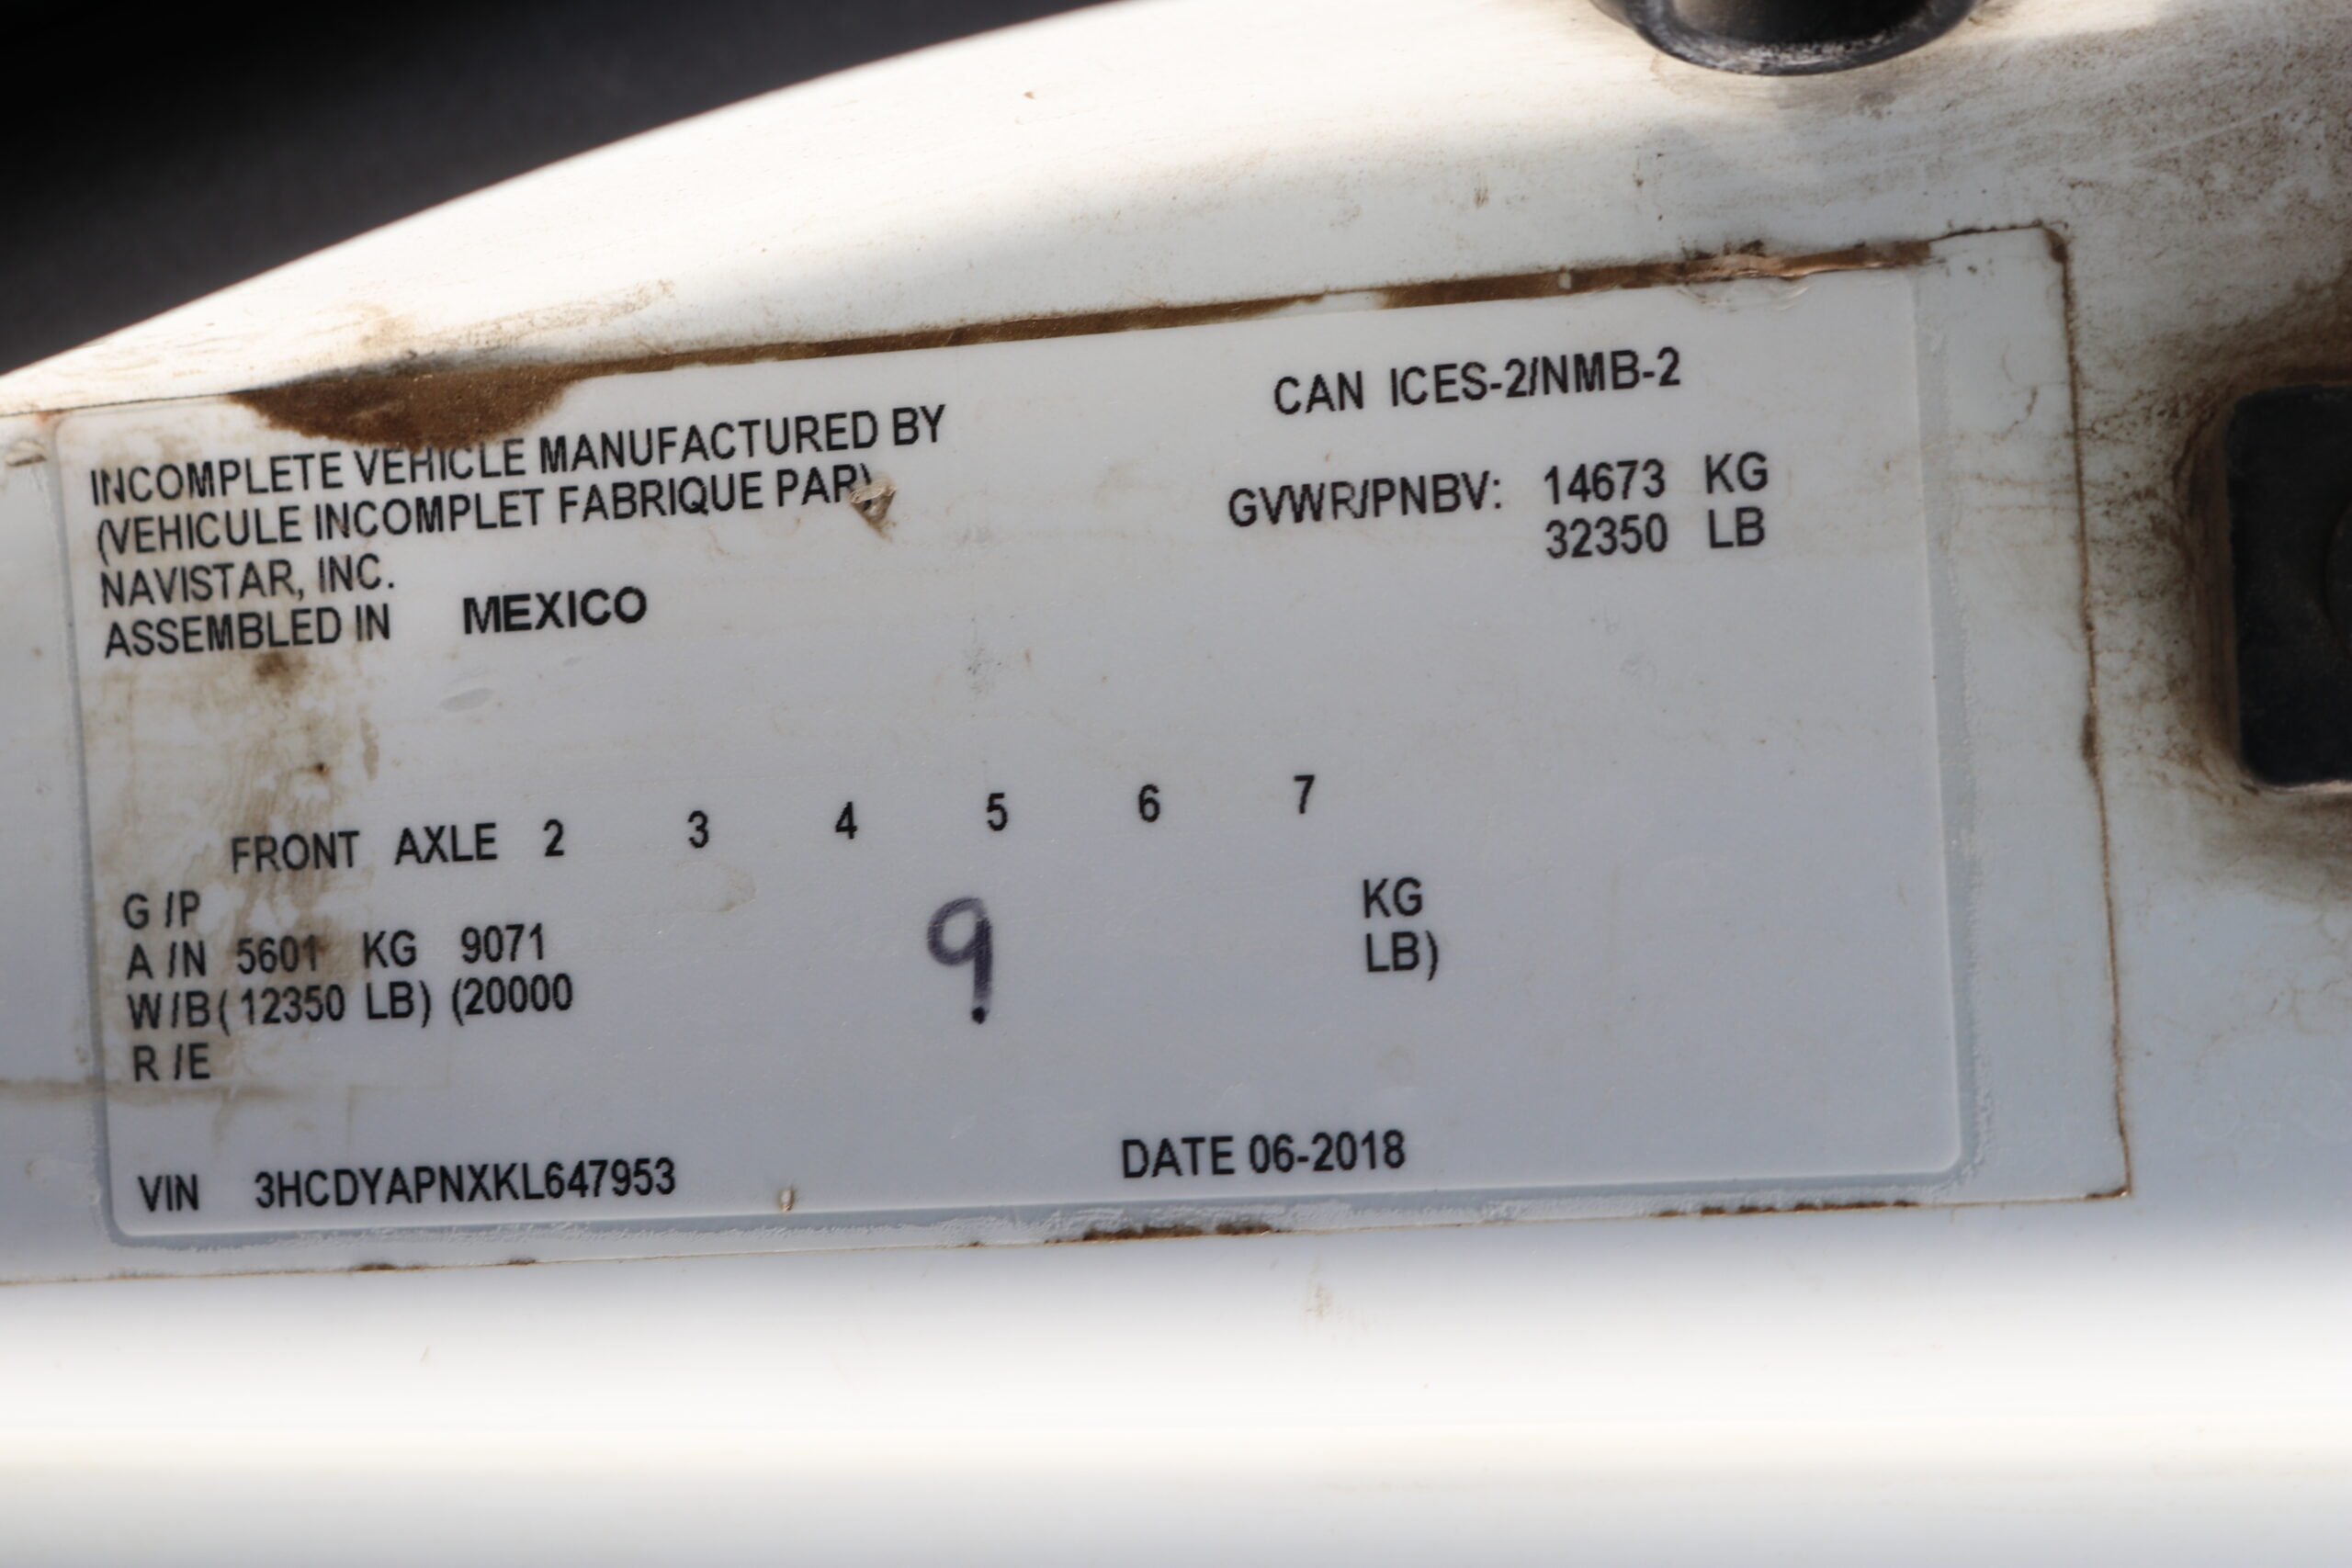 INCOMPLETE VEHICLE MANUFACTURED BY
(VEHICULE INCOMPLET FABRIQUE PAR)
NAVISTAR, INC.
ASSEMBLED IN MEXICO
CAN ICES-2/NMB-2
GVWR/PNBV: 14673 KG
32350 LB
FRONT AXLE 2 3 4 5 6 7
G /P
A /N 5601 KG 9071 KG
W/B (12350 LB) (20000 LB)
R /E
9
VIN 3HCDYAPNXKL647953 DATE 06-2018